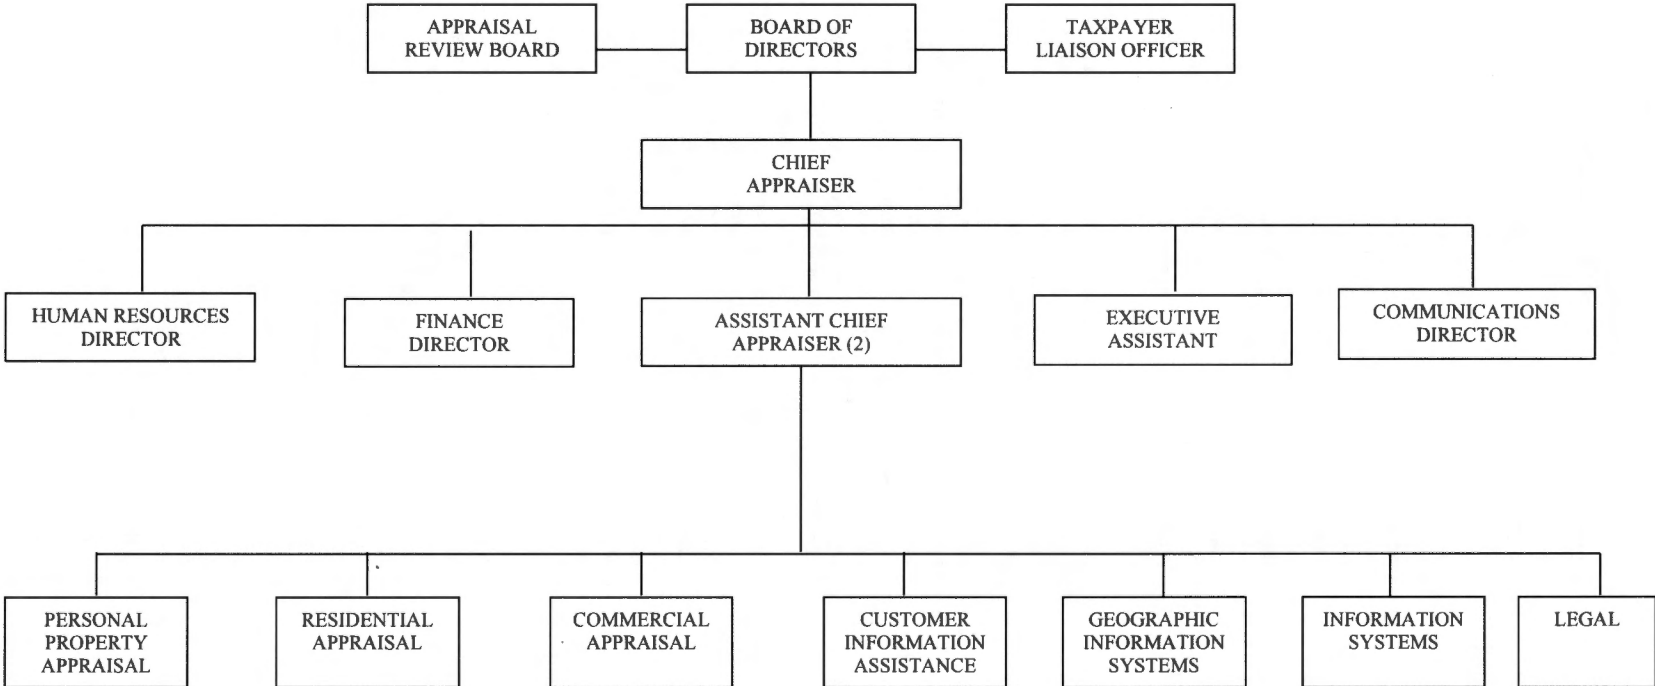 APPRAISAL
REVIEW BOARD
BOARD OF
DIRECTORS
TAXPAYER
LIAISON OFFICER
CHIEF
APPRAISER
HUMAN RESOURCES
DIRECTOR
FINANCE
DIRECTOR
ASSISTANT CHIEF
APPRAISER (2)
EXECUTIVE
ASSISTANT
COMMUNICATIONS
DIRECTOR
PERSONAL
PROPERTY
APPRAISAL
RESIDENTIAL
APPRAISAL
COMMERCIAL
APPRAISAL
CUSTOMER
INFORMATION
ASSISTANCE
GEOGRAPHIC
INFORMATION
SYSTEMS
INFORMATION
SYSTEMS
LEGAL